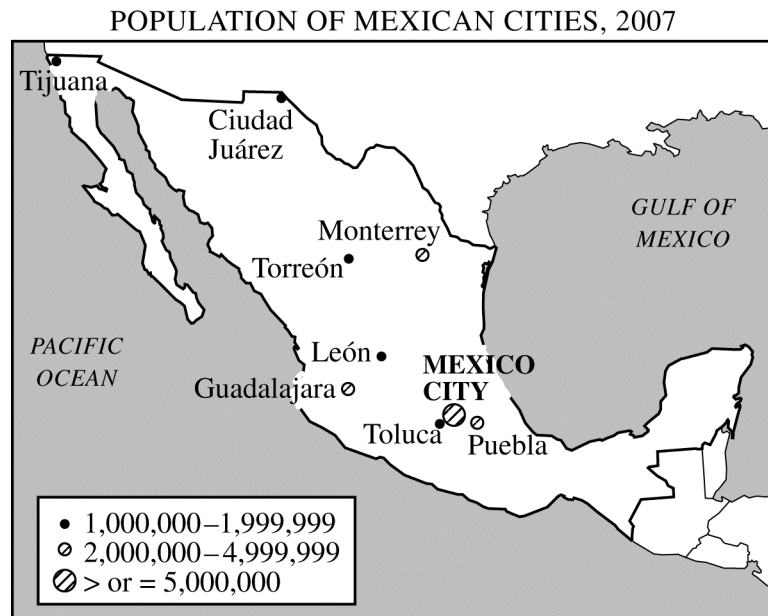 POPULATION OF MEXICAN CITIES, 2007
Tijuana
Ciudad
Juárez
Monterrey
Torreón
GULF OF
MEXICO
PACIFIC
OCEAN
León
MEXICO
CITY
Guadalajara
Toluca
Puebla
1,000,000–1,999,999
2,000,000–4,999,999
> or = 5,000,000